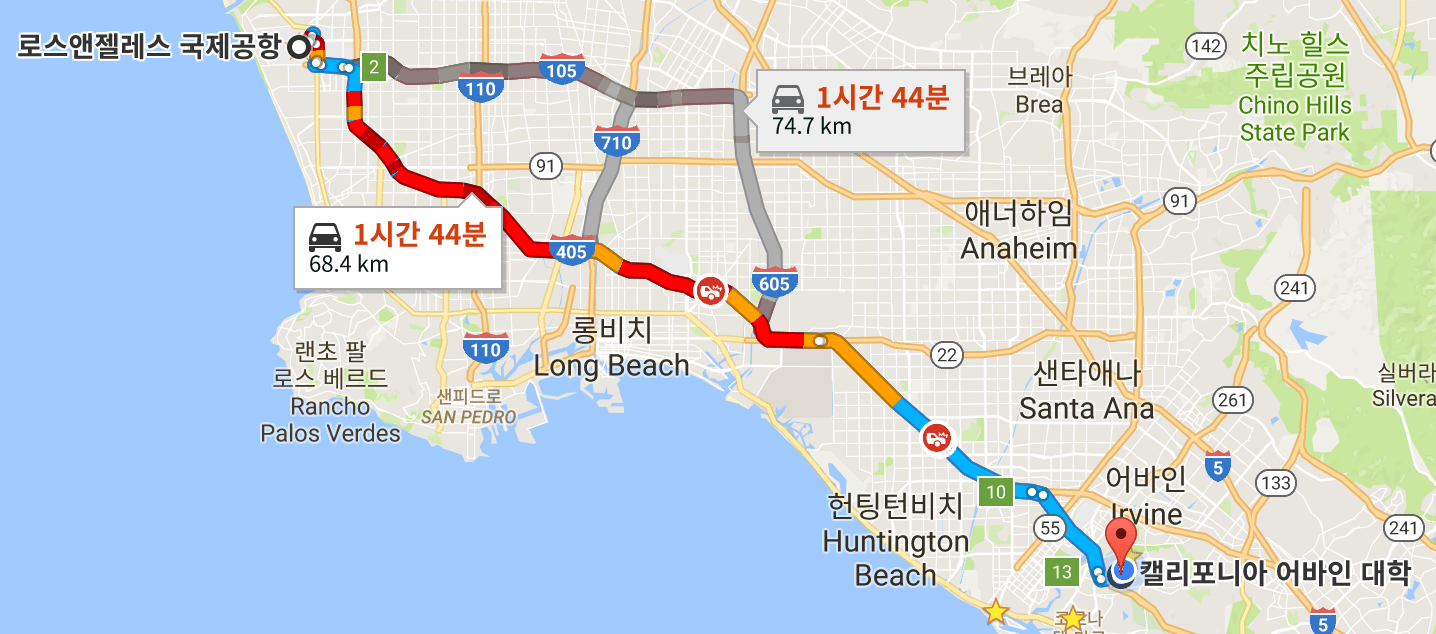 로스앤젤레스 국제공항
2
110
105
142
치노 힐스
주립공원
Chino Hills
State Park
브레아
Brea
1시간 44분
74.7 km
710
91
91
애너하임
Anaheim
1시간 44분
68.4 km
405
605
241
110
롱비치
Long Beach
22
랜초 팔
로스 베르드
Rancho
Palos Verdes
샌피드로
SAN PEDRO
샌타애나
Santa Ana
261
실버라
Silvera
5
133
어바인
Irvine
10
헌팅턴비치
Huntington
Beach
55
241
13
캘리포니아 어바인 대학
5